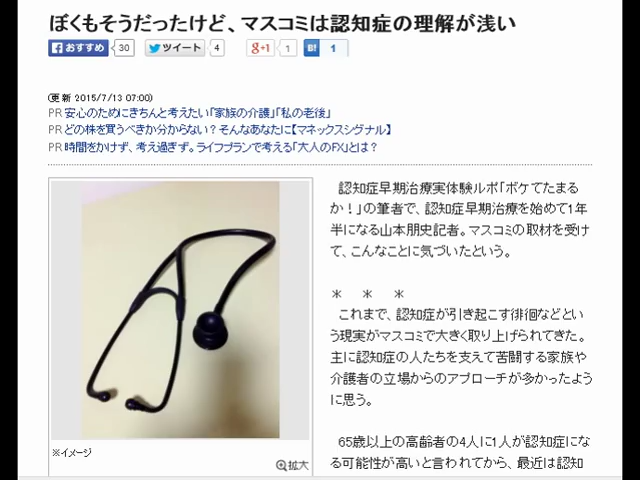 ぼくもそうだったけど、マスコミは認知症の理解が浅い
おすすめ 30 ツイート 4 g+1 1 B! 1
(更新 2015/7/13 07:00)
PR 安心のためにきちんと考えたい「家族の介護」「私の老後」
PR どの株を買うべきか分からない？そんなあなたに【マネックスシグナル】
PR 時間をかけず、考え過ぎず。ライフプランで考える「大人のFX」とは？
認知症早期治療実体験ルポ「ボケてたまる
か！」の筆者で、認知症早期治療を始めて1年
半になる山本朋史記者。マスコミの取材を受け
て、こんなことに気づいたという。
＊　＊　＊
これまで、認知症が引き起こす徘徊などとい
う現実がマスコミで大きく取り上げられてきた。
主に認知症の人たちを支えて苦闘する家族や
介護者の立場からのアプローチが多かったよう
に思う。
65歳以上の高齢者の4人に1人が認知症にな
る可能性が高いと言われてから、最近は認知
※イメージ
拡大